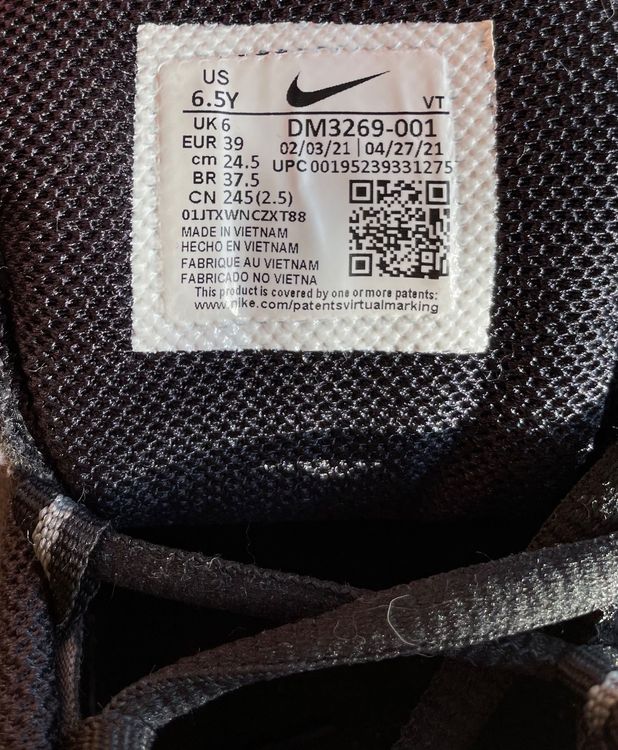 US
6.5Y
VT
UK 6
EUR 39
cm 24.5
BR 37.5
CN 245(2.5)
DM3269-001
02/03/21 | 04/27/21
UPC 00195239331275
01JTXWNCZXT88
MADE IN VIETNAM
HECHO EN VIETNAM
FABRIQUE AU VIETNAM
FABRICADO NO VIETNA
This product is covered by one or more patents:
www.nike.com/patentsvirtualmarking